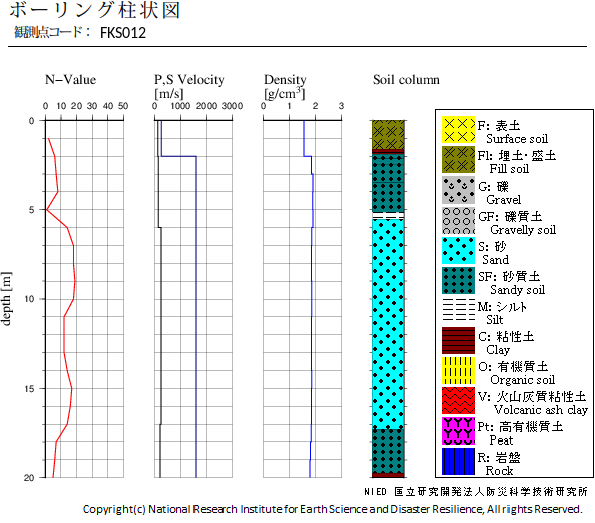 ボーリング柱状図
観測点コード： FKS012
N−Value
P,S Velocity
[m/s]
Density
[g/cm³]
Soil column
0 10 20 30 40 50
0 1000 2000 3000
0 1 2 3
0
5
10
15
20
depth [m]
F: 表土
Surface soil
Fl: 埋土・盛土
Fill soil
G: 礫
Gravel
GF: 礫質土
Gravelly soil
S: 砂
Sand
SF: 砂質土
Sandy soil
M: シルト
Silt
C: 粘性土
Clay
O: 有機質土
Organic soil
V: 火山灰質粘性土
Volcanic ash clay
Pt: 高有機質土
Peat
R: 岩盤
Rock
NIED 国立研究開発法人防災科学技術研究所
Copyright(c) National Research Institute for Earth Science and Disaster Resilience, All rights Reserved.